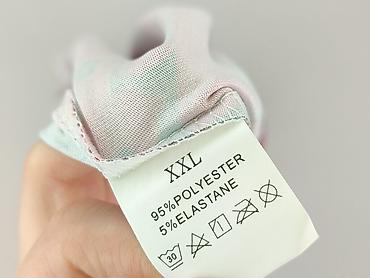 XXL
95%POLYESTER
5%ELASTANE
30